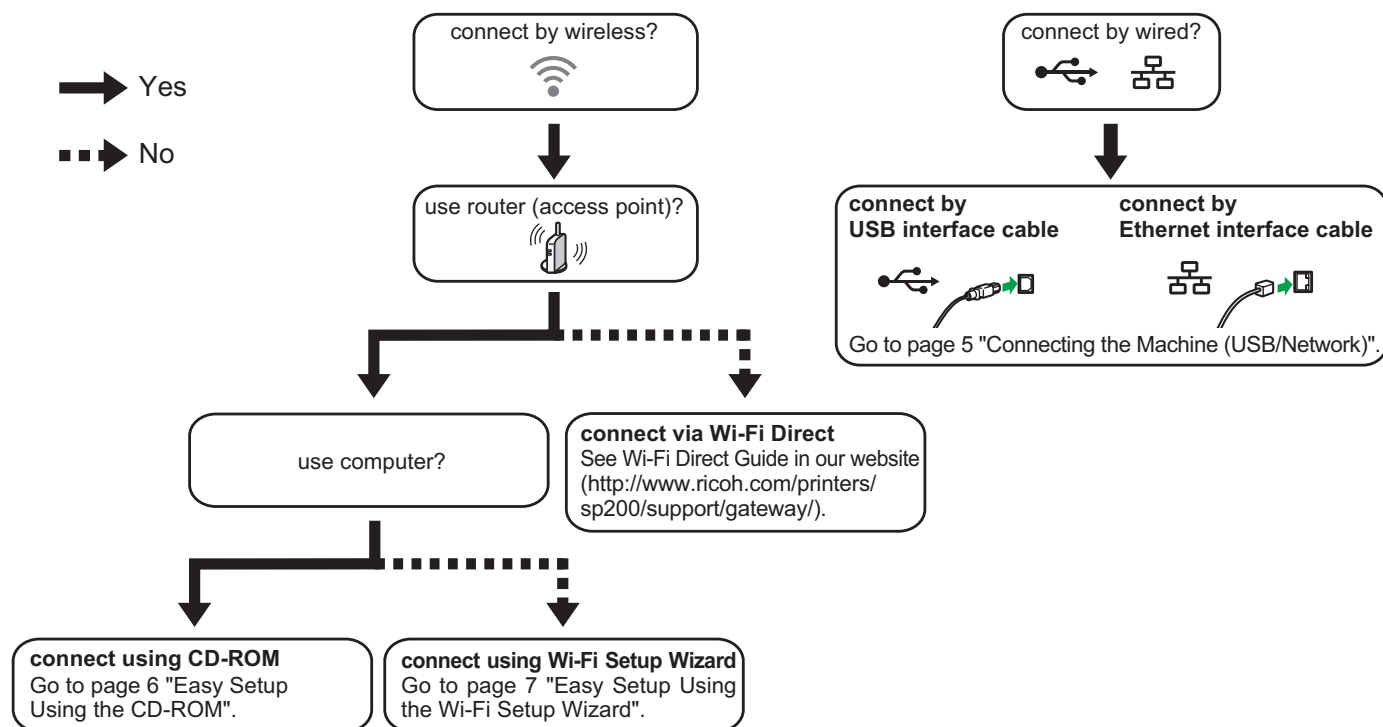 Yes
No
connect by wireless?
use router (access point)?
use computer?
connect via Wi-Fi Direct
See Wi-Fi Direct Guide in our website
(http://www.ricoh.com/printers/
sp200/support/gateway/).
connect using CD-ROM
Go to page 6 "Easy Setup
Using the CD-ROM".
connect using Wi-Fi Setup Wizard
Go to page 7 "Easy Setup Using
the Wi-Fi Setup Wizard".
connect by wired?
connect by
USB interface cable
connect by
Ethernet interface cable
Go to page 5 "Connecting the Machine (USB/Network)".